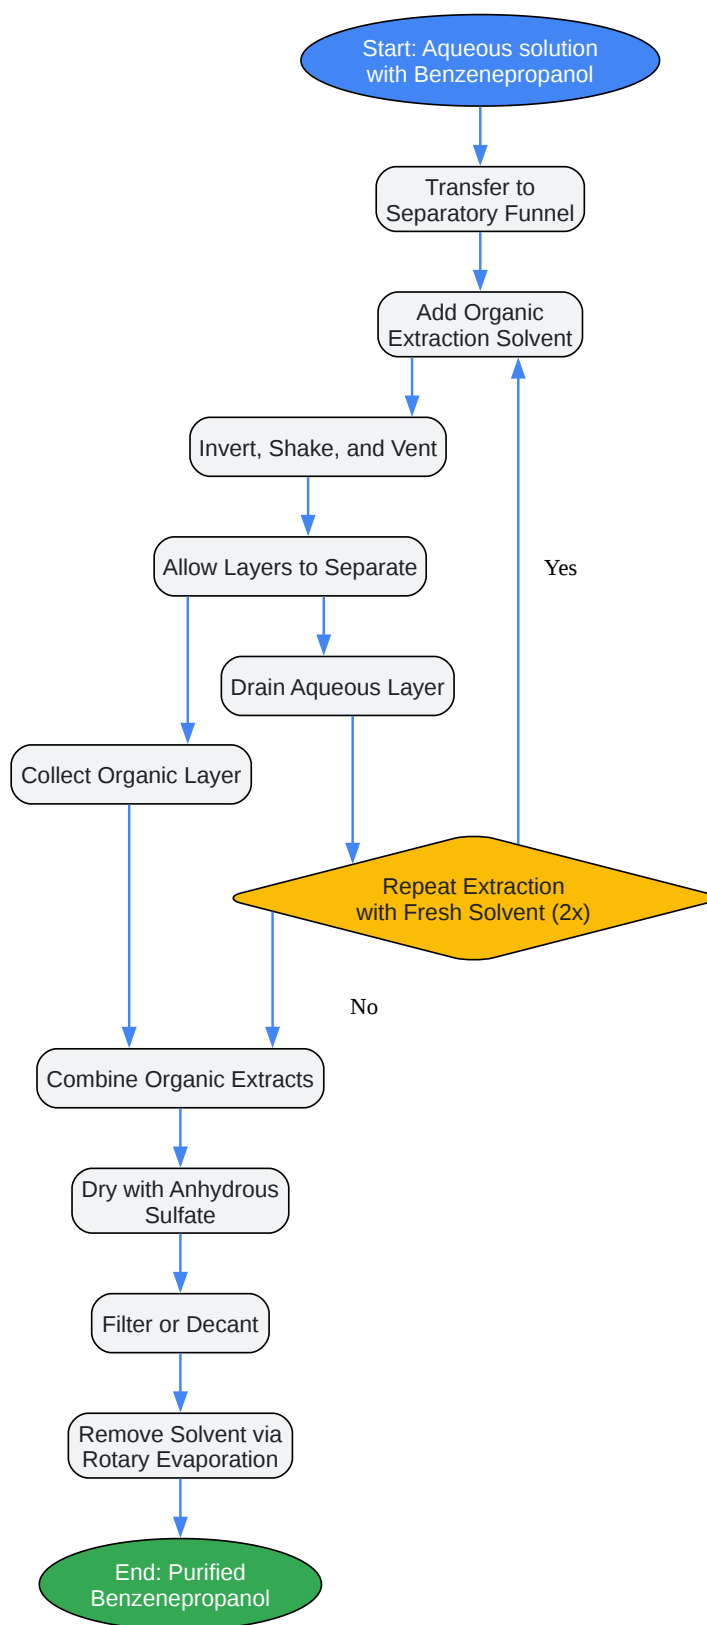 Start: Aqueous solution
with Benzenepropanol
Transfer to
Separatory Funnel
Add Organic
Extraction Solvent
Invert, Shake, and Vent
Yes
Allow Layers to Separate
Drain Aqueous Layer
Collect Organic Layer
Repeat Extraction
with Fresh Solvent (2x)
No
Combine Organic Extracts
Dry with Anhydrous
Sulfate
Filter or Decant
Remove Solvent via
Rotary Evaporation
End: Purified
Benzenepropanol